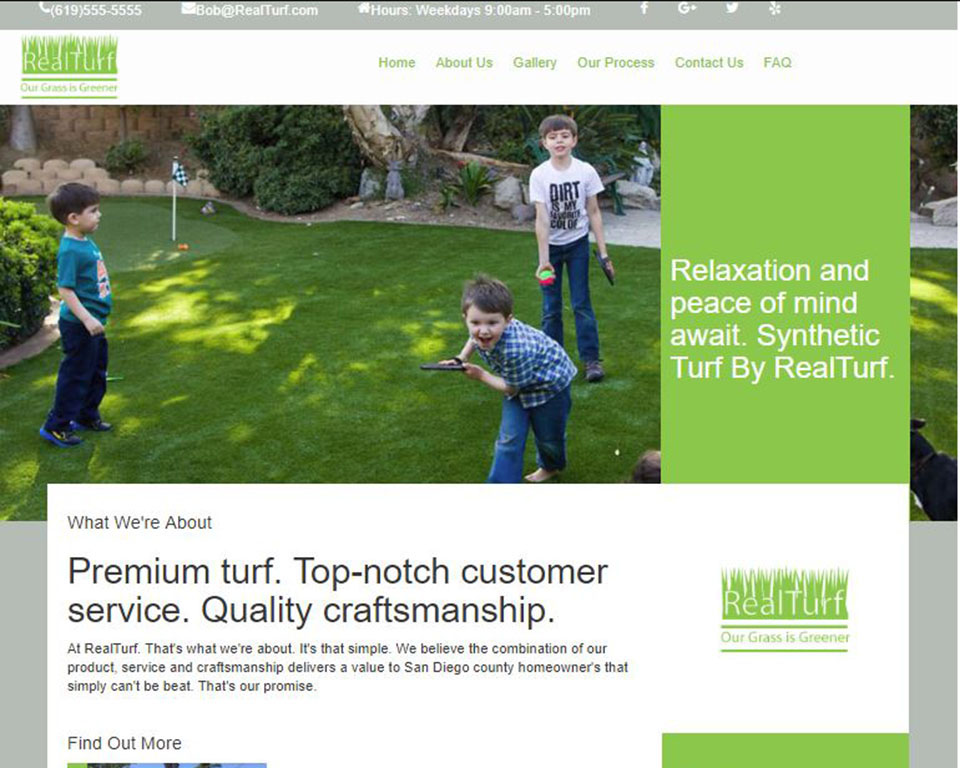 (619)555-5555 Bob@RealTurf.com Hours: Weekdays 9:00am - 5:00pm
RealTurf
Our Grass is Greener
Home About Us Gallery Our Process Contact Us FAQ
DIRT
IS MY
FAVORITE
COLOR
Relaxation and
peace of mind
await. Synthetic
Turf By RealTurf.
What We're About
Premium turf. Top-notch customer
service. Quality craftsmanship.
At RealTurf. That's what we're about. It's that simple. We believe the combination of our
product, service and craftsmanship delivers a value to San Diego county homeowner's that
simply can't be beat. That's our promise.
RealTurf
Our Grass is Greener
Find Out More